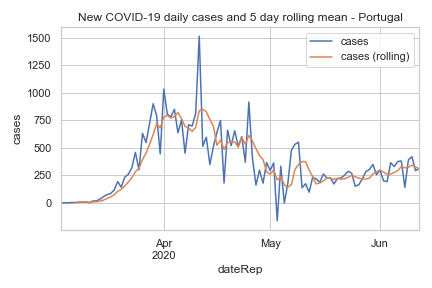 New COVID-19 daily cases and 5 day rolling mean - Portugal
cases
cases (rolling)
1500
1250
1000
750
500
250
0
cases
Apr
2020
May
Jun
dateRep